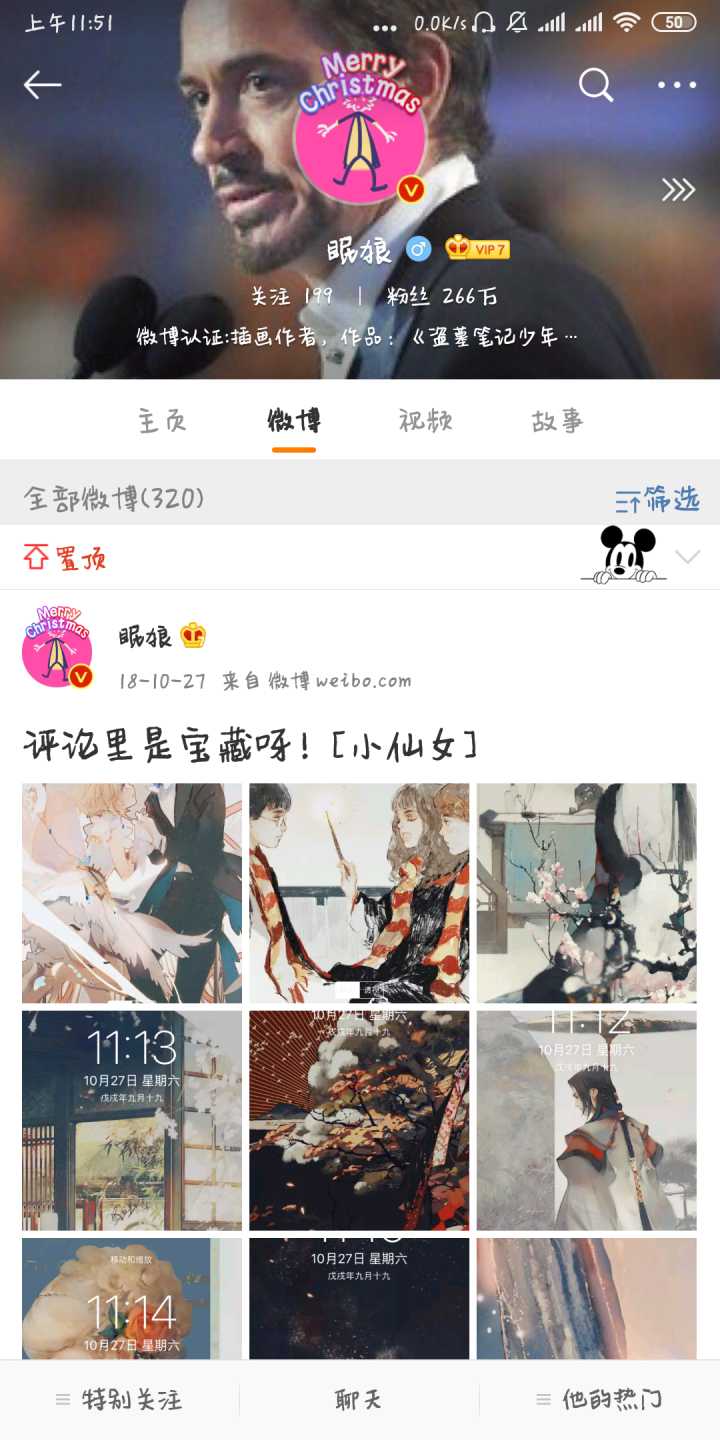 上午11:51
0.0K/s
50
Merry
Christmas
眠狼
VIP 7
关注 199 | 粉丝 266万
微博认证:插画作者，作品：《盗墓笔记少年 …
主页 微博 视频 故事
全部微博(320)
筛选
置顶
Merry
Christmas
眠狼
18-10-27 来自 微博 weibo.com
评论里是宝藏呀！[小仙女]
11:13
10月27日 星期六
戊戌年九月十九
10月27日 星期六
戊戌年九月十九
11:12
10月27日 星期六
戊戌年九月十九
移动和缩放
11:14
10月27日 星期六
10月27日 星期六
戊戌年九月十九
特别关注
聊天
他的热门